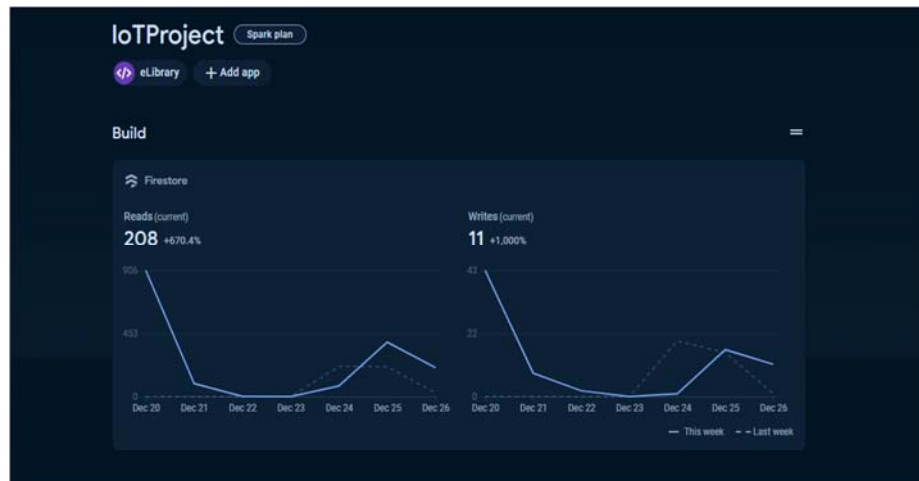 IoTProject Spark plan
eLibrary + Add app
Build
Firestore
Reads (current)
208 +670.4%
906
453
0
Dec 20 Dec 21 Dec 22 Dec 23 Dec 24 Dec 25 Dec 26
Writes (current)
11 +1,000%
43
22
0
Dec 20 Dec 21 Dec 22 Dec 23 Dec 24 Dec 25 Dec 26
This week Last week